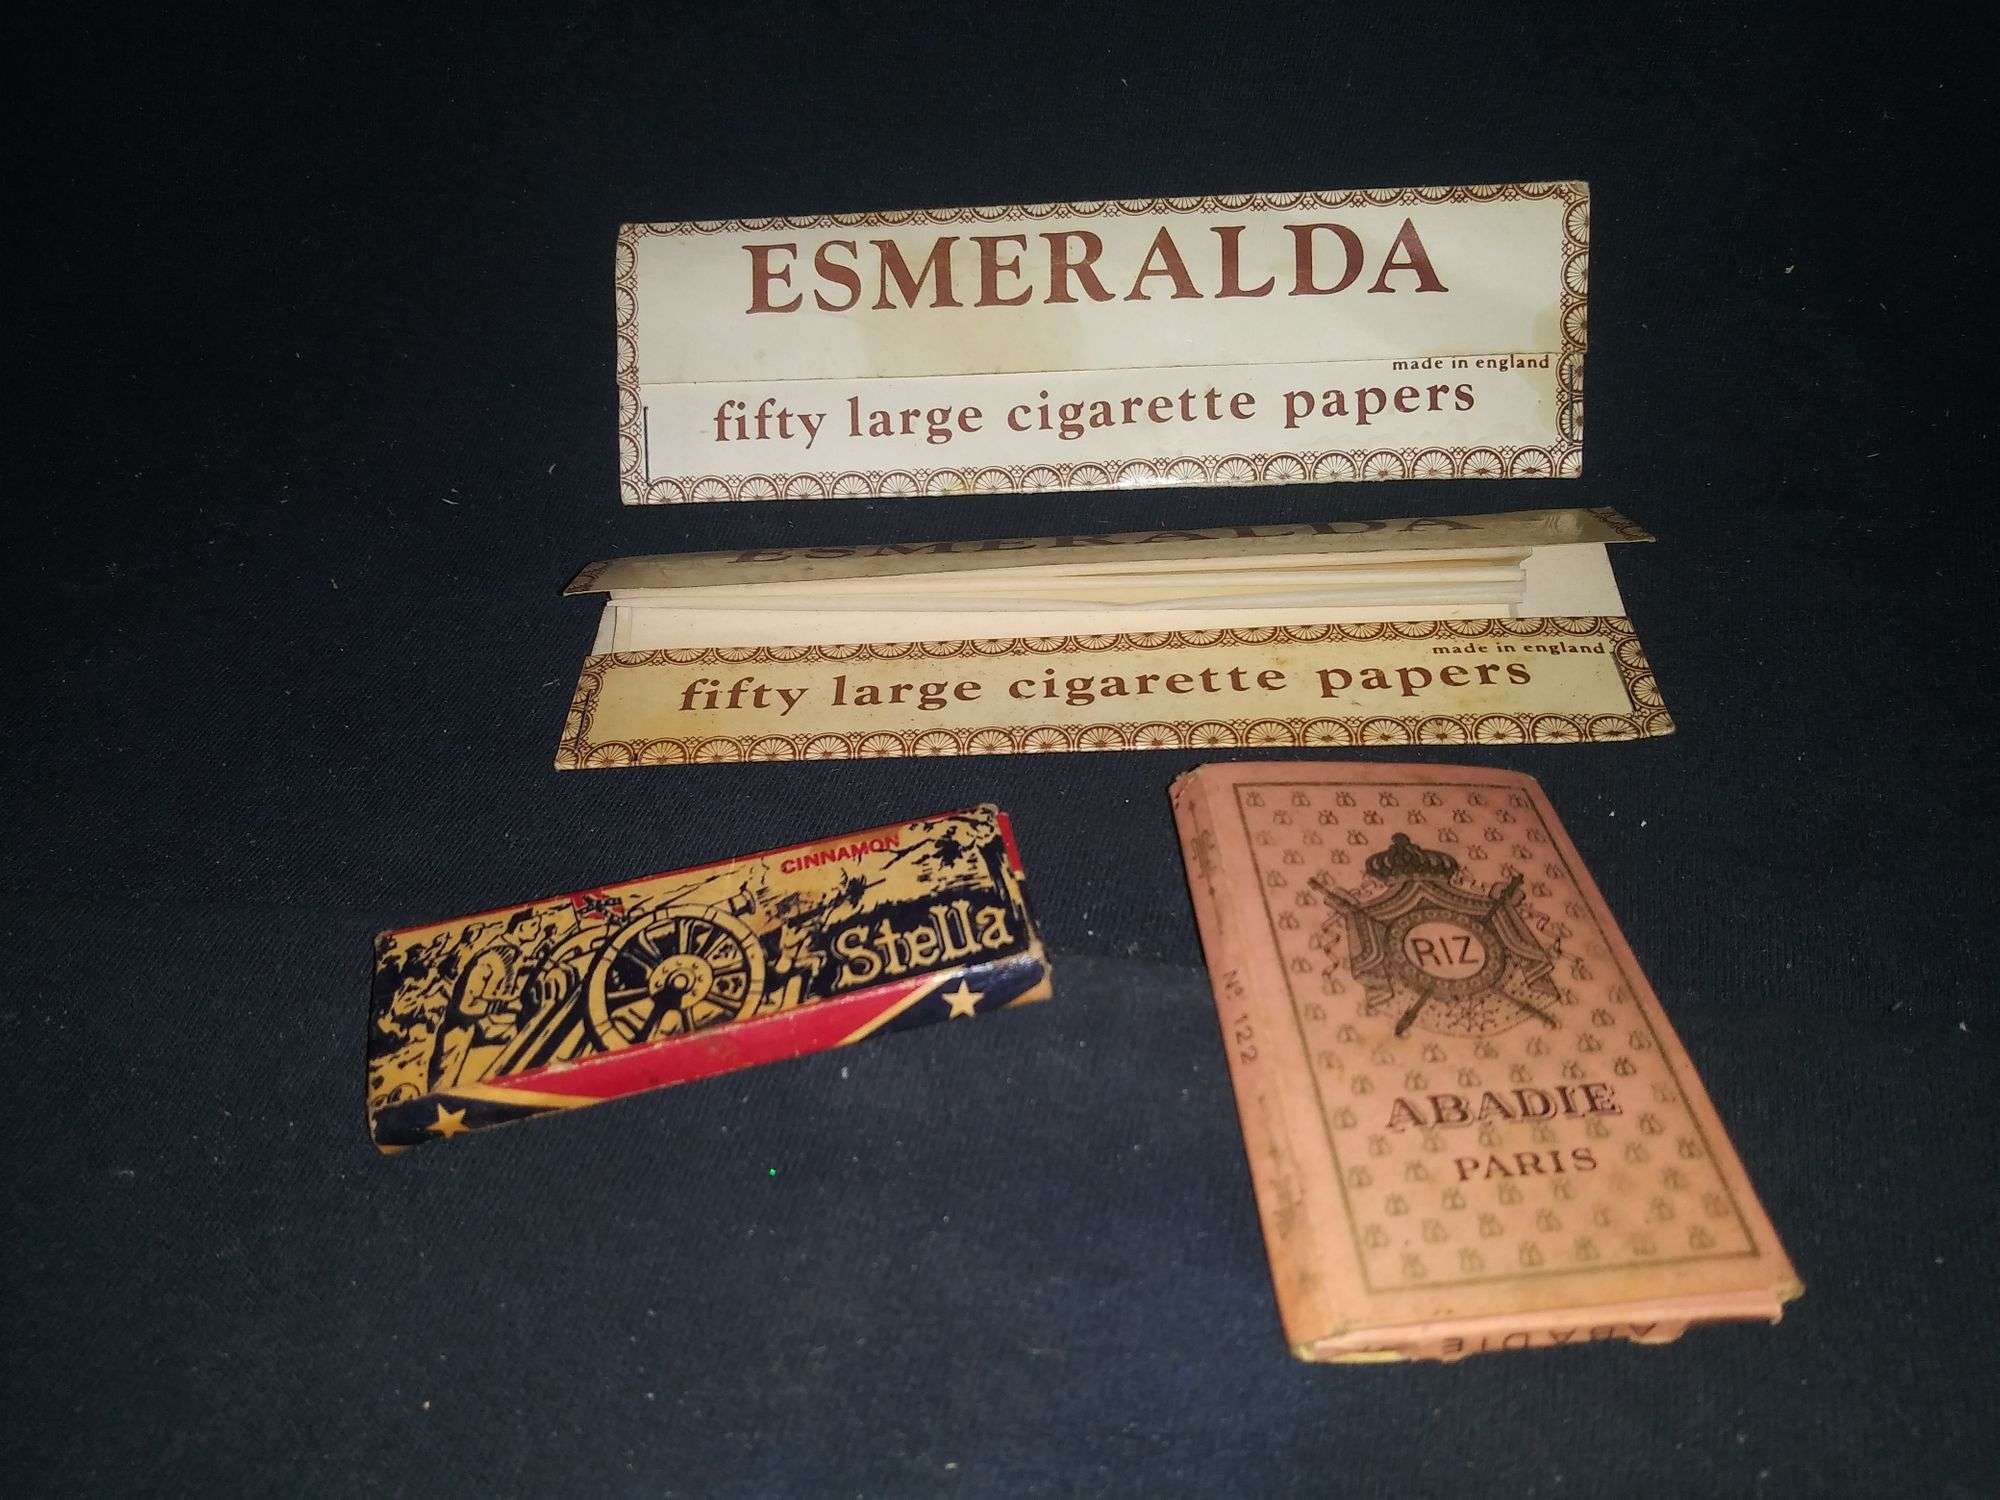 ESMERALDA
made in england
fifty large cigarette papers
ESMERALDA
made in england
fifty large cigarette papers
CINNAMON
Stella
RIZ
Nº 122
ABADIE
PARIS
ABADIE